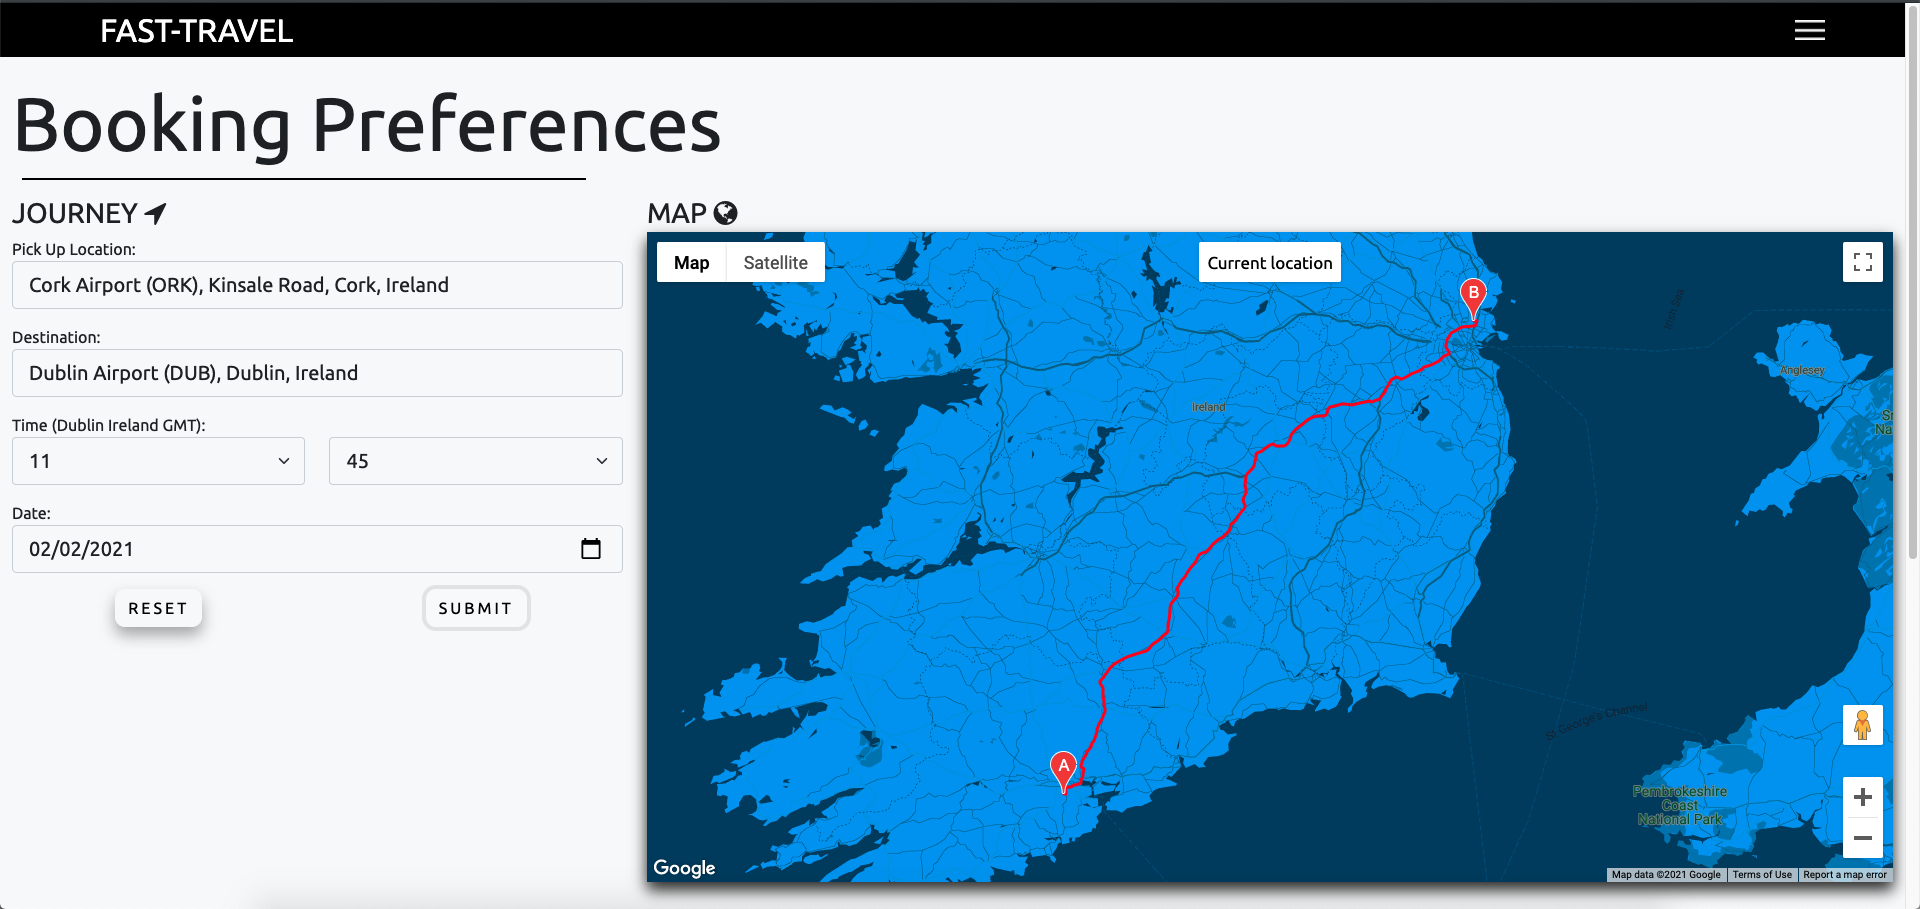 FAST-TRAVEL
Booking Preferences
JOURNEY
Pick Up Location:
Cork Airport (ORK), Kinsale Road, Cork, Ireland
Destination:
Dublin Airport (DUB), Dublin, Ireland
Time (Dublin Ireland GMT):
11
45
Date:
02/02/2021
RESET
SUBMIT
MAP
Map
Satellite
Current location
B
Anglesey
Ireland
St George's Channel
A
Pembrokeshire
Coast
National Park
Google
Map data ©2021 Google
Terms of Use
Report a map error